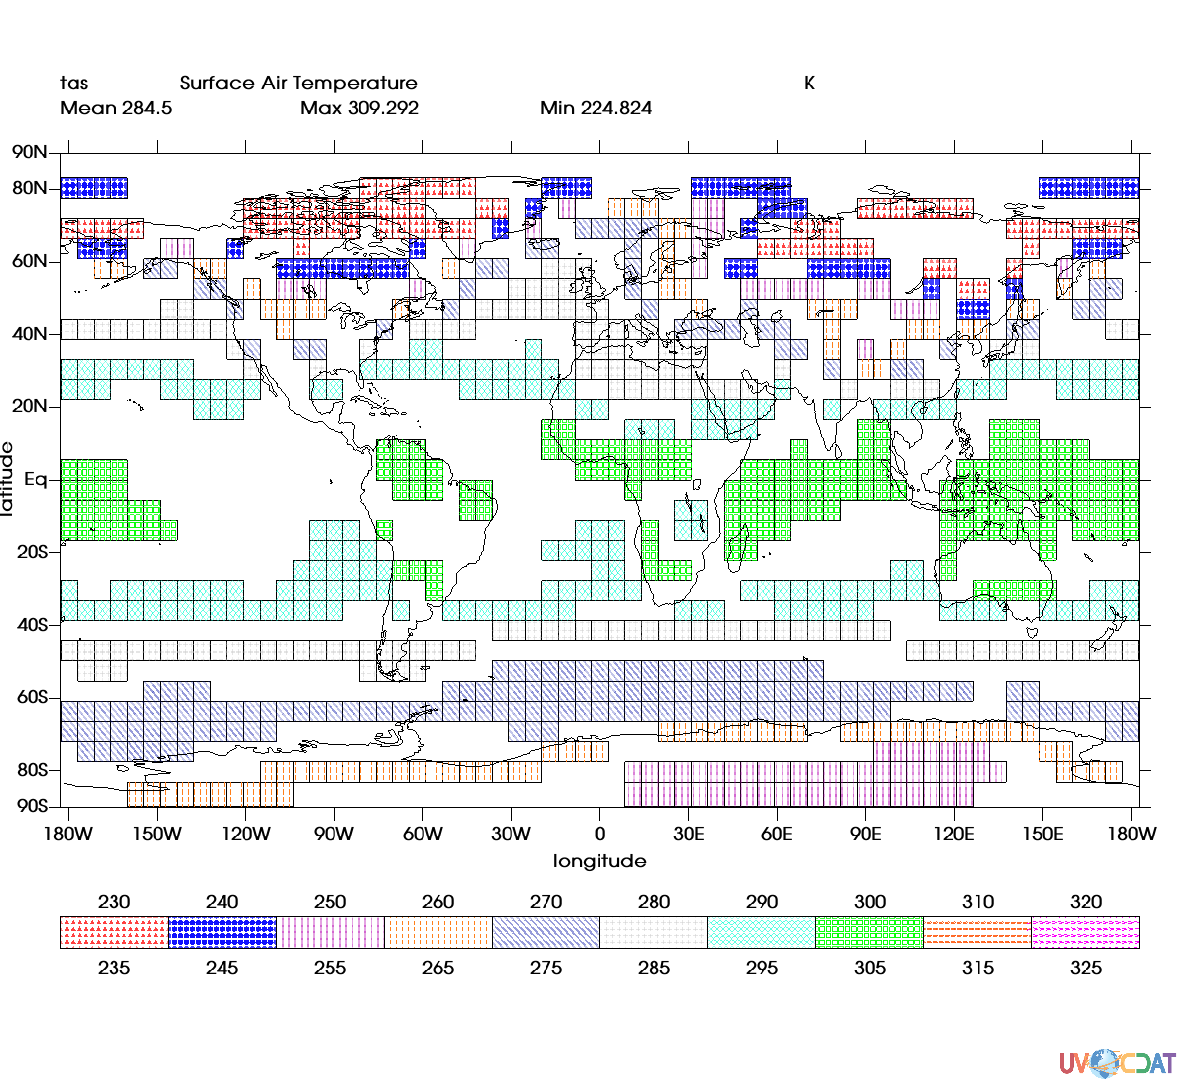 tas Surface Air Temperature K
Mean 284.5 Max 309.292 Min 224.824
90N
80N
60N
40N
20N
Eq
20S
40S
60S
80S
90S
latitude
180W 150W 120W 90W 60W 30W 0 30E 60E 90E 120E 150E 180W
longitude
230 240 250 260 270 280 290 300 310 320
235 245 255 265 275 285 295 305 315 325
UV CDAT